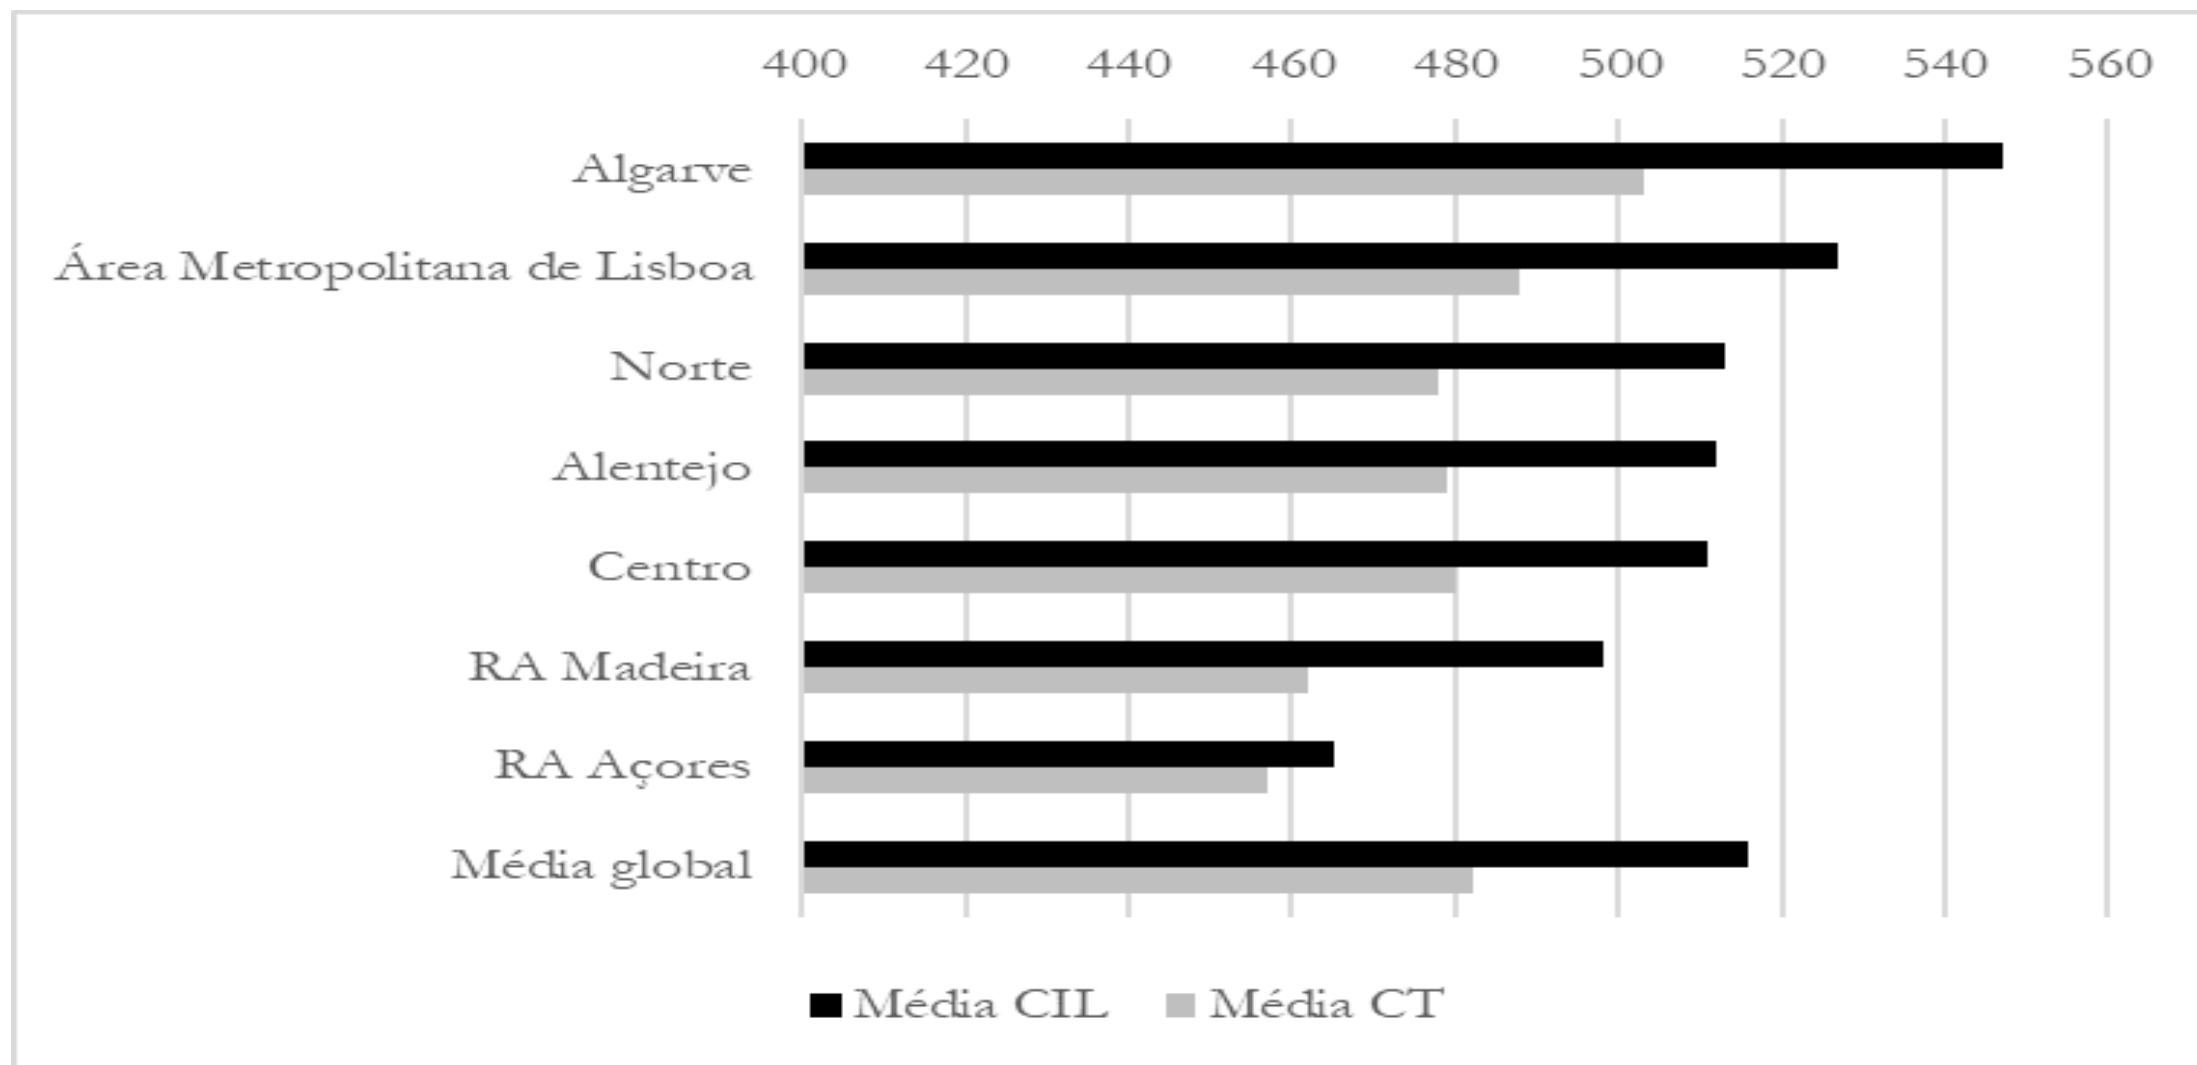 400 420 440 460 480 500 520 540 560
Algarve
Área Metropolitana de Lisboa
Norte
Alentejo
Centro
RA Madeira
RA Açores
Média global
Média CIL Média CT